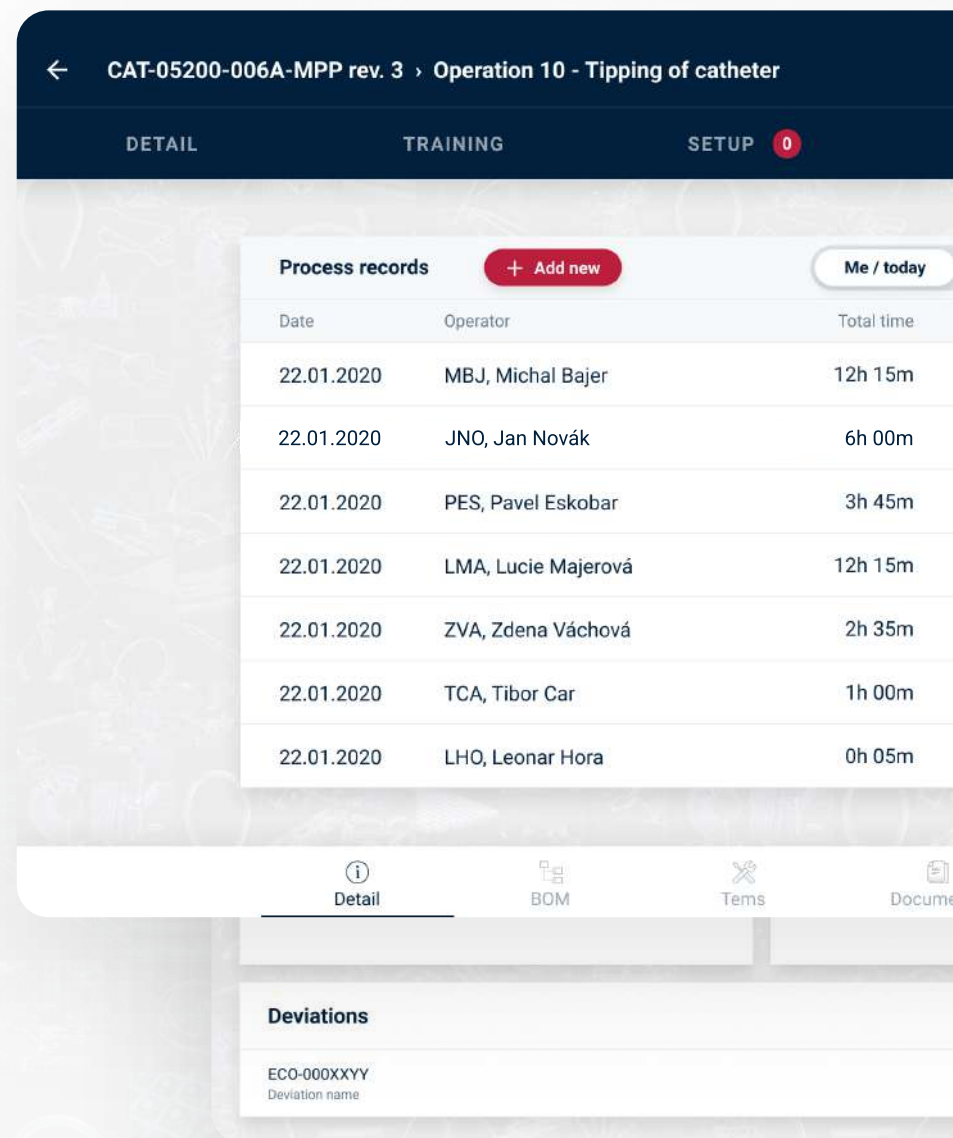 CAT-05200-006A-MPP rev. 3 › Operation 10 - Tipping of catheter
DETAIL TRAINING SETUP 0
Process records + Add new Me / today
Date Operator Total time
22.01.2020 MBJ, Michal Bajer 12h 15m
22.01.2020 JNO, Jan Novák 6h 00m
22.01.2020 PES, Pavel Eskobar 3h 45m
22.01.2020 LMA, Lucie Majerová 12h 15m
22.01.2020 ZVA, Zdena Váchová 2h 35m
22.01.2020 TCA, Tibor Car 1h 00m
22.01.2020 LHO, Leonar Hora 0h 05m
Detail BOM Tems Docume
Deviations
ECO-000XXYY
Deviation name